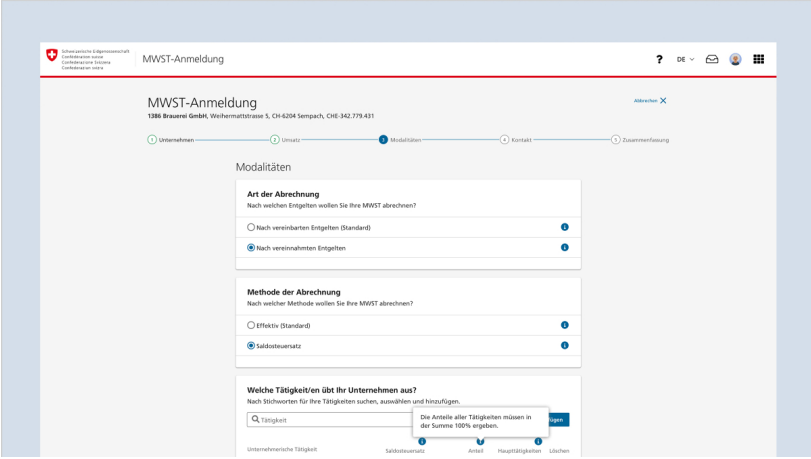 Schweizerische Eidgenossenschaft
Confédération suisse
Confederazione Svizzera
Confederaziun svizra
MWST-Anmeldung
? DE
MWST-Anmeldung
Abbrechen
1386 Brauerei GmbH, Weihermattstrasse 5, CH-6204 Sempach, CHE-342.779.431
1 Unternehmen 2 Umsatz 3 Modalitäten 4 Kontakt 5 Zusammenfassung
Modalitäten
Art der Abrechnung
Nach welchen Entgelten wollen Sie Ihre MWST abrechnen?
Nach vereinbarten Entgelten (Standard)
Nach vereinnahmten Entgelten
Methode der Abrechnung
Nach welcher Methode wollen Sie Ihre MWST abrechnen?
Effektiv (Standard)
Saldosteuersatz
Welche Tätigkeit/en übt Ihr Unternehmen aus?
Nach Stichworten für Ihre Tätigkeiten suchen, auswählen und hinzufügen.
Tätigkeit
Die Anteile aller Tätigkeiten müssen in
der Summe 100% ergeben.
fügen
Unternehmerische Tätigkeit Saldosteuersatz Anteil Haupttätigkeiten Löschen